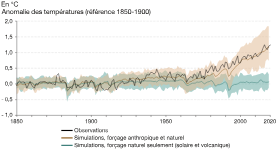 En °C
Anomalie des températures (référence 1850-1900)
2,0
1,5
1,0
0,5
0,0
-0,5
-1,0
1850
1900
1950
2000
2020
Observations
Simulations, forçage anthropique et naturel
Simulations, forçage naturel seulement (solaire et volcanique)